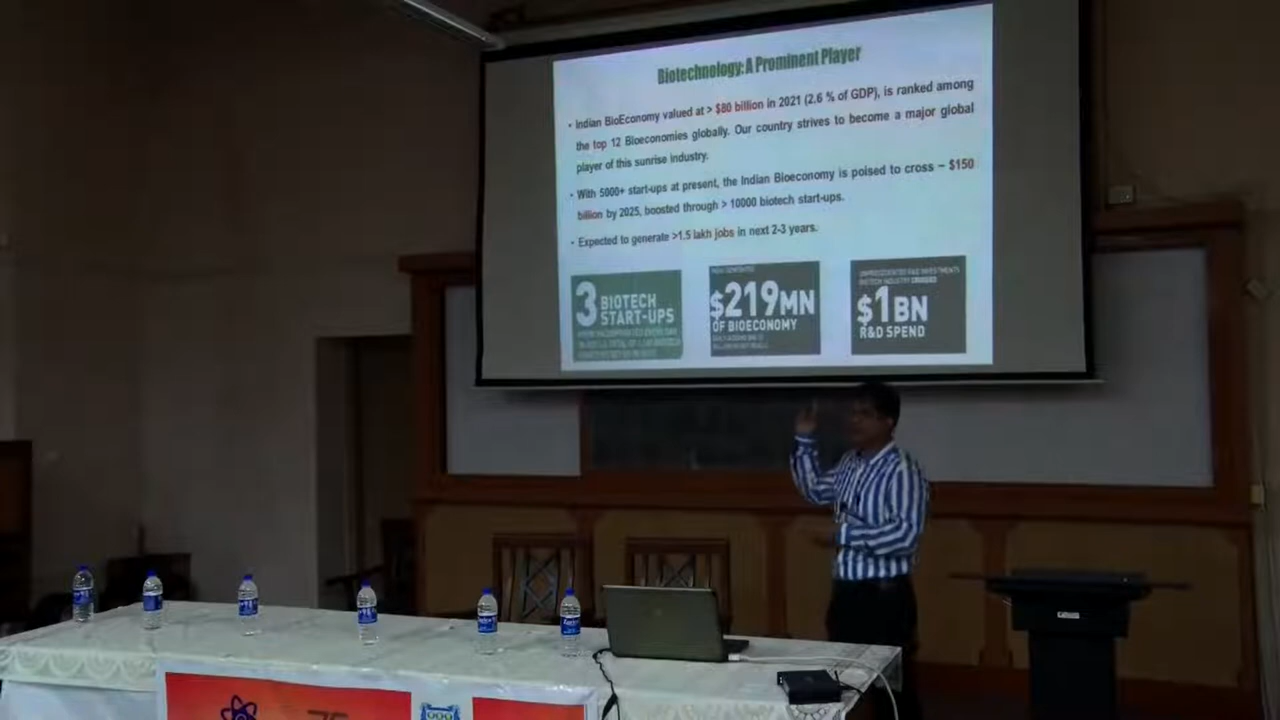 Biotechnology: A Prominent Player
• Indian BioEconomy valued at > $80 billion in 2021 (2.6 % of GDP), is ranked among
the top 12 Bioeconomies globally. Our country strives to become a major global
player of this sunrise industry.
• With 5000+ start-ups at present, the Indian Bioeconomy is poised to cross ~ $150
billion by 2025, boosted through > 10000 biotech start-ups.
• Expected to generate >1.5 lakh jobs in next 2-3 years.
3 BIOTECH
START-UPS
$219MN
OF BIOECONOMY
$1BN
R&D SPEND
75